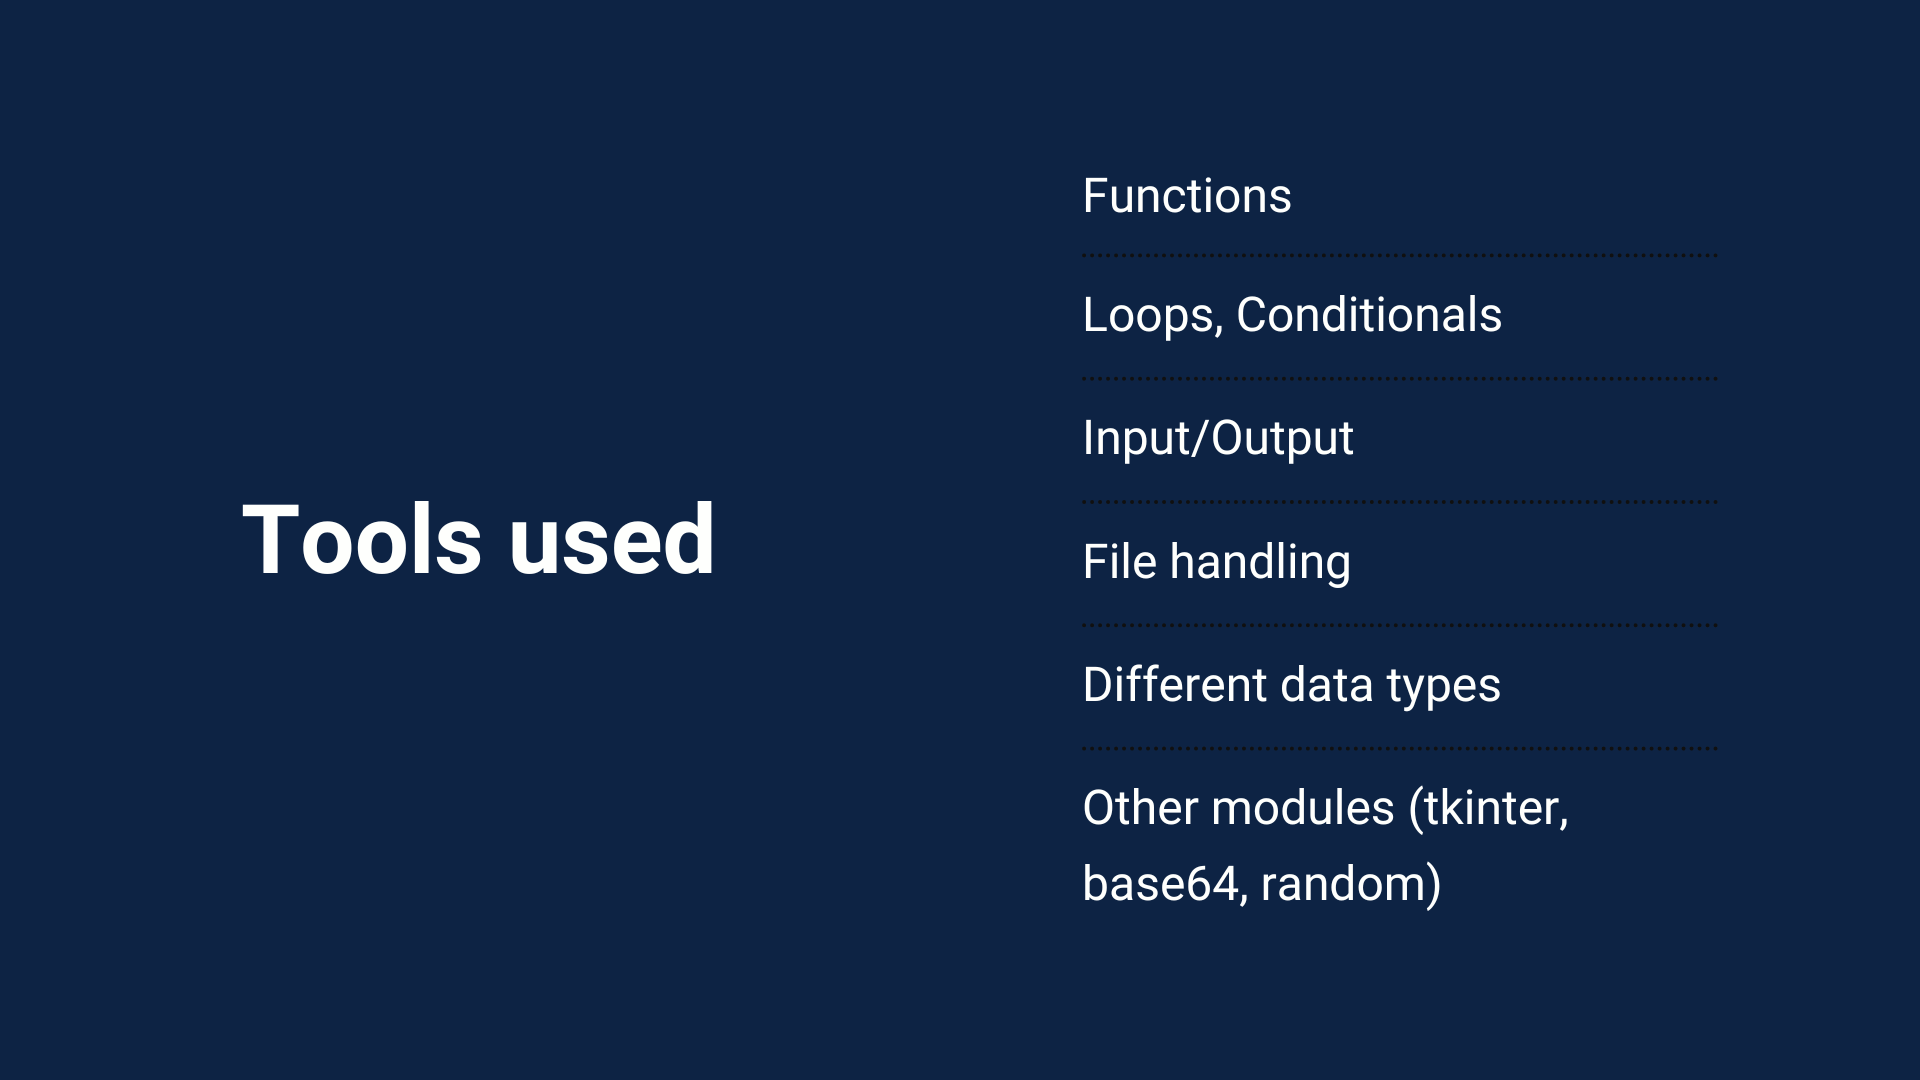 Tools used
Functions
Loops, Conditionals
Input/Output
File handling
Different data types
Other modules (tkinter,
base64, random)